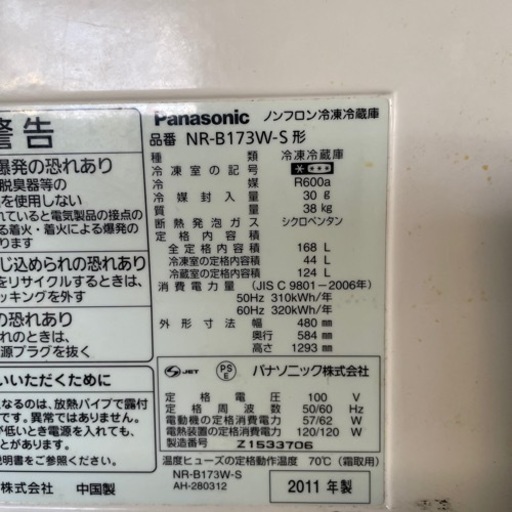 警告
爆発の恐れあり
脱臭器等の
を使用しない
れていると電気製品の接点の
る着火・着火による爆発の
じ込められの恐れあり
をリサイクルするときは、
ッキングを外す
の恐れあり
れのときは、
源プラグを抜く
いいただくために
なるのは、放熱パイプで露付
です。異常ではありません。
が低いとき電源を入れても、
があります。
説明書をご参照ください。
株式会社 中国製
Panasonic ノンフロン冷凍冷蔵庫
品番 NR-B173W-S形
種類 冷凍冷蔵庫
冷凍室の記号
冷媒 R600a
冷媒封入量 30 g
質量 38 kg
断熱発泡ガス シクロペンタン
定格内容積
全定格内容積 168 L
冷凍室の定格内容積 44 L
冷蔵室の定格内容積 124 L
消費電力量 (JIS C 9801-2006年)
50Hz 310kWh/年
60Hz 320kWh/年
外形寸法 幅 480 mm
奥行 584 mm
高さ 1293 mm
JET PS E パナソニック株式会社
定格電圧 100 V
定格周波数 50/60 Hz
電動機の定格消費電力 57/62 W
電熱装置の定格消費電力 120/120 W
製造番号 Z1533706
温度ヒューズの定格動作温度 70℃ (霜取用)
NR-B173W-S
AH-280312
2011 年製